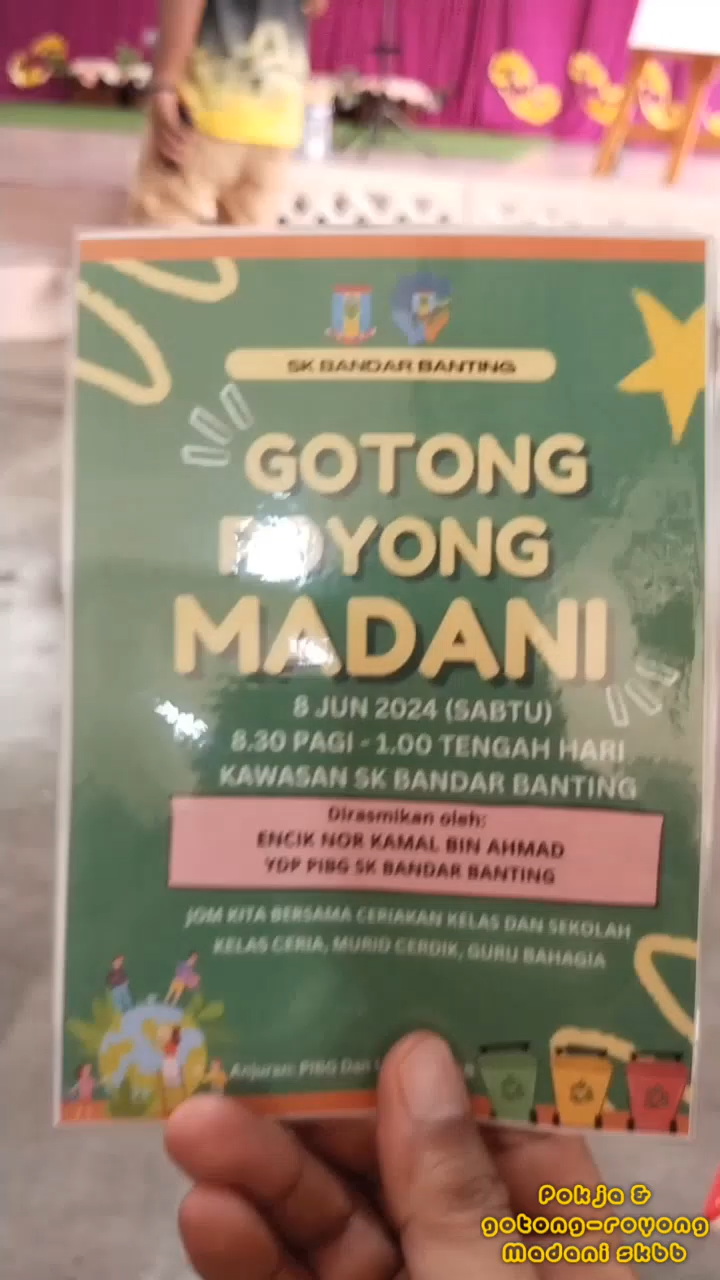 SK BANDAR BANTING
GOTONG
ROYONG
MADANI
8 JUN 2024 (SABTU)
8.30 PAGI - 1.00 TENGAH HARI
KAWASAN SK BANDAR BANTING
Dirasmikan oleh:
ENCIK NOR KAMAL BIN AHMAD
YDP PIBG SK BANDAR BANTING
JOM KITA BERSAMA CERIAKAN KELAS DAN SEKOLAH
KELAS CERIA, MURID CERDIK, GURU BAHAGIA
Anjuran: PIBG Dan
Pokja &
gotong-royong
Madani skbb